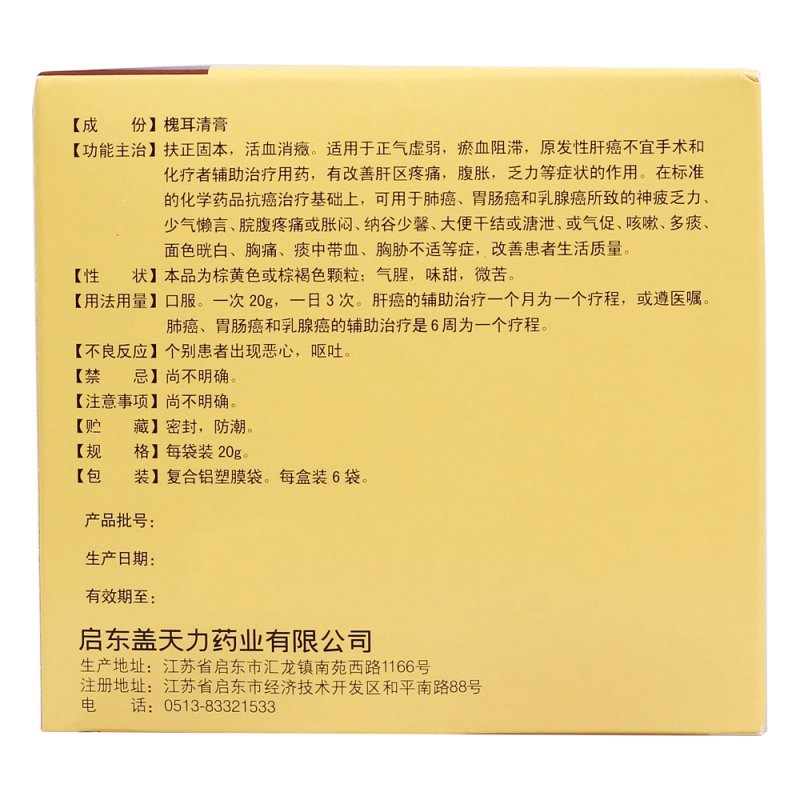 【成　份】槐耳清膏
【功能主治】扶正固本，活血消癥。适用于正气虚弱，瘀血阻滞，原发性肝癌不宜手术和
化疗者辅助治疗用药，有改善肝区疼痛，腹胀，乏力等症状的作用。在标准
的化学药品抗癌治疗基础上，可用于肺癌、胃肠癌和乳腺癌所致的神疲乏力、
少气懒言、脘腹疼痛或胀闷、纳谷少馨、大便干结或溏泄、或气促、咳嗽、多痰、
面色㿠白、胸痛、痰中带血、胸胁不适等症，改善患者生活质量。
【性　状】本品为棕黄色或棕褐色颗粒；气腥，味甜，微苦。
【用法用量】口服。一次20g，一日3次。肝癌的辅助治疗一个月为一个疗程，或遵医嘱。
肺癌、胃肠癌和乳腺癌的辅助治疗是6周为一个疗程。
【不良反应】个别患者出现恶心，呕吐。
【禁　忌】尚不明确。
【注意事项】尚不明确。
【贮　藏】密封，防潮。
【规　格】每袋装20g。
【包　装】复合铝塑膜袋。每盒装6袋。
产品批号：
生产日期：
有效期至：
启东盖天力药业有限公司
生产地址：江苏省启东市汇龙镇南苑西路1166号
注册地址：江苏省启东市经济技术开发区和平南路88号
电　话：0513-83321533